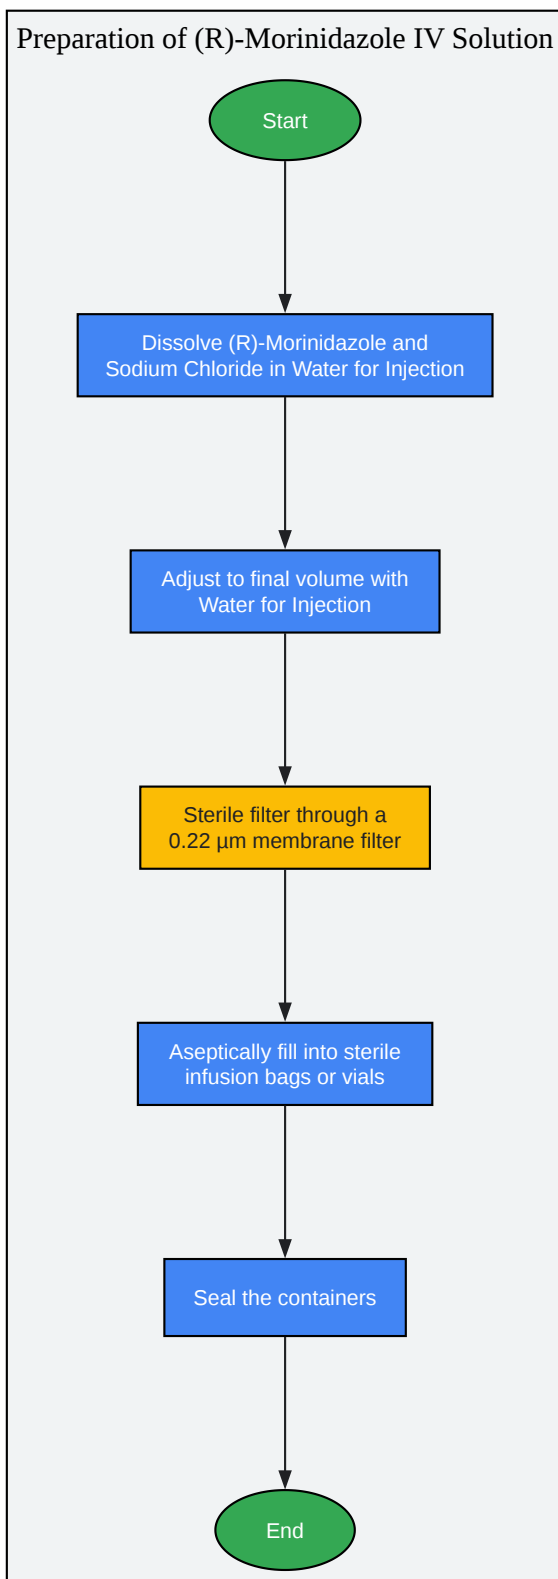 Preparation of (R)-Morinidazole IV Solution
Start
Dissolve (R)-Morinidazole and
Sodium Chloride in Water for Injection
Adjust to final volume with
Water for Injection
Sterile filter through a
0.22 µm membrane filter
Aseptically fill into sterile
infusion bags or vials
Seal the containers
End